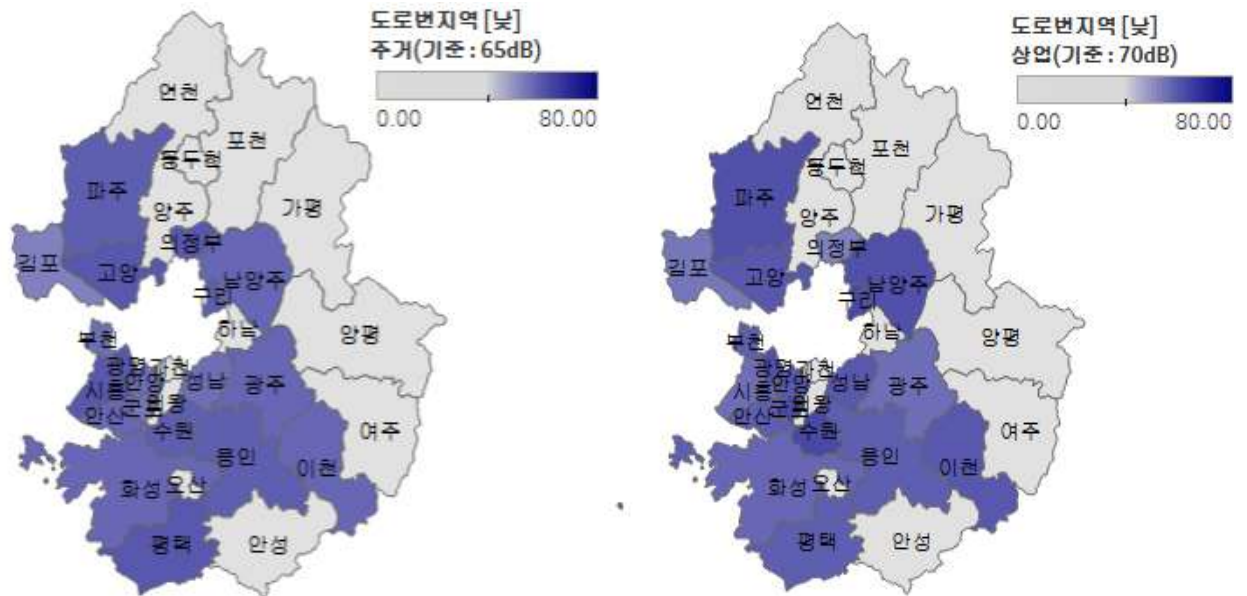 도로변지역 [낮]
주거(기준 : 65dB)
0.00 80.00
연천
포천
동두천
파주
양주
가평
의정부
김포
고양
남양주
구리
하남
양평
부천
광명
과천
안양
성남
광주
시흥
안산
군포
의왕
수원
여주
용인
이천
화성
오산
평택
안성
도로변지역 [낮]
상업(기준 : 70dB)
0.00 80.00
연천
포천
동두천
파주
양주
가평
의정부
김포
고양
남양주
구리
하남
양평
부천
광명
과천
안양
성남
광주
시흥
안산
군포
의왕
수원
여주
용인
이천
화성
오산
평택
안성